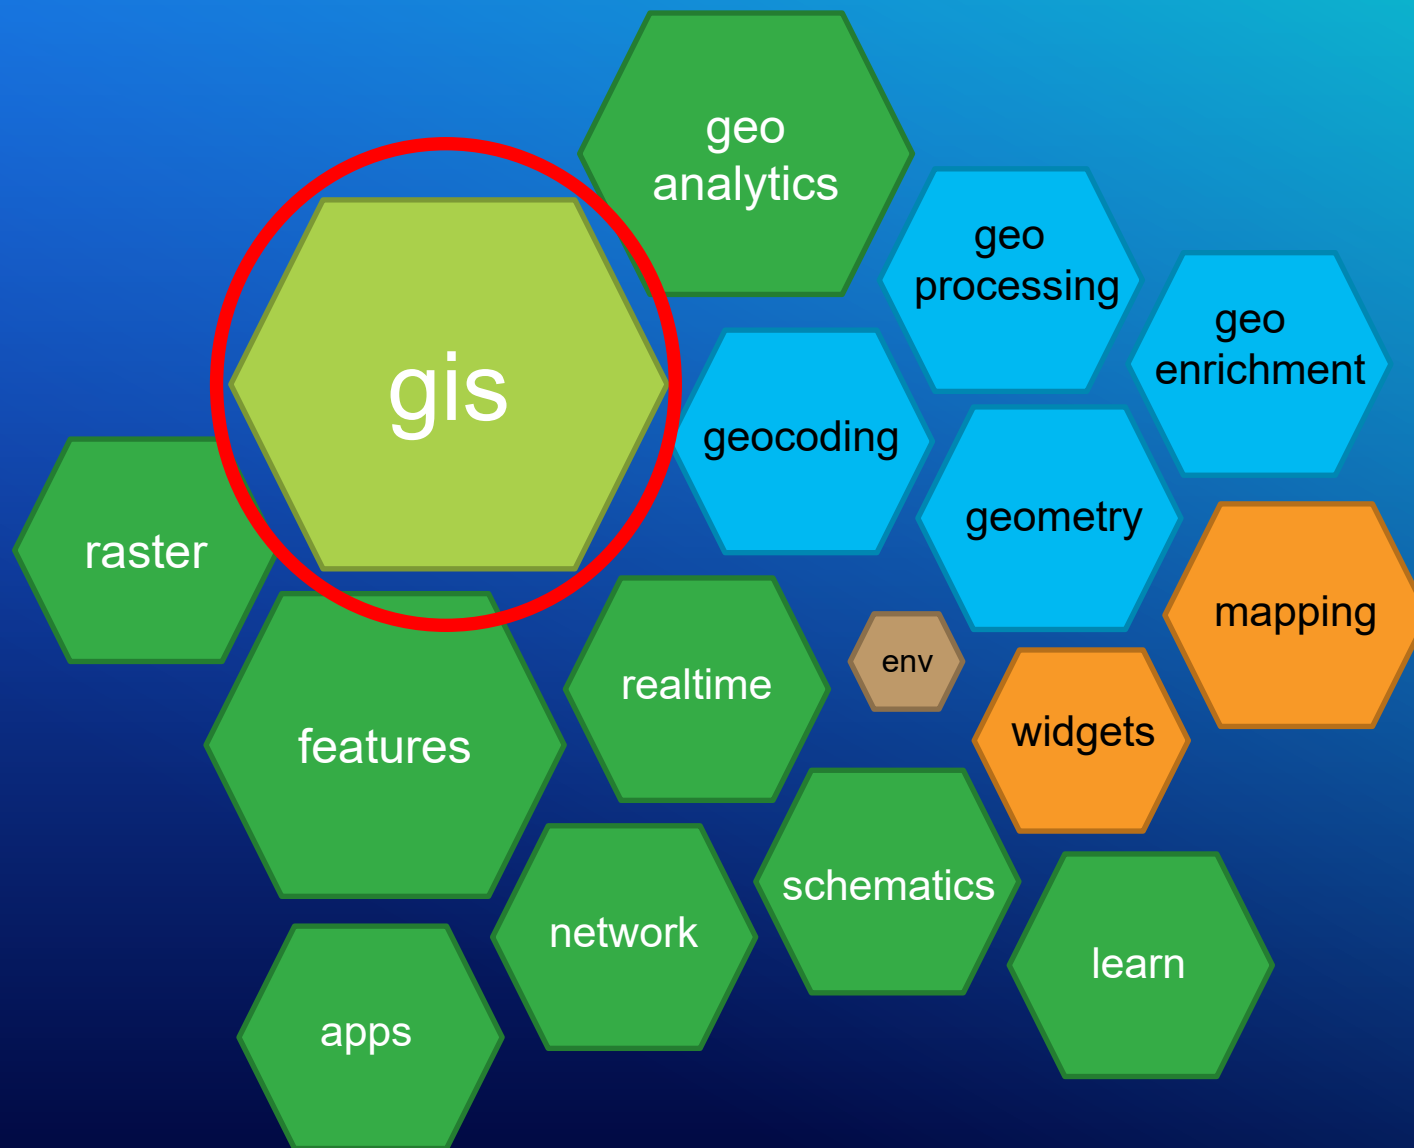 geo
analytics
geo
processing
geo
enrichment
gis
geocoding
geometry
raster
mapping
env
realtime
widgets
features
schematics
network
learn
apps